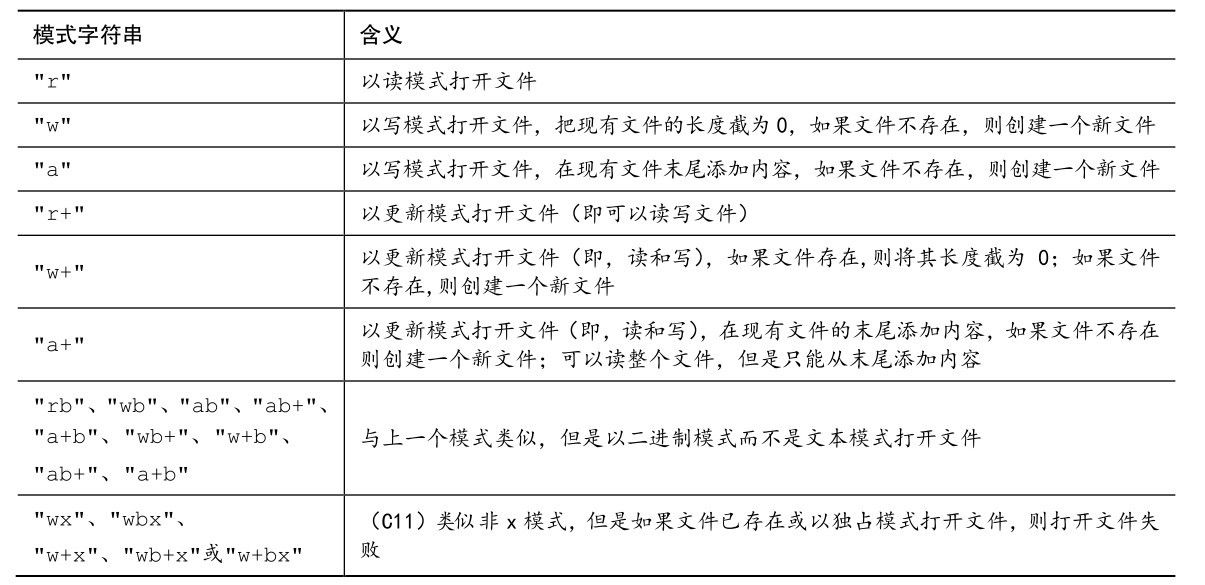 模式字符串 含义
"r" 以读模式打开文件
"w" 以写模式打开文件，把现有文件的长度截为 0，如果文件不存在，则创建一个新文件
"a" 以写模式打开文件，在现有文件末尾添加内容，如果文件不存在，则创建一个新文件
"r+" 以更新模式打开文件（即可以读写文件）
"w+"
以更新模式打开文件（即，读和写），如果文件存在,则将其长度截为 0；如果文件
不存在,则创建一个新文件
"a+"
以更新模式打开文件（即，读和写），在现有文件的末尾添加内容，如果文件不存在
则创建一个新文件；可以读整个文件，但是只能从末尾添加内容
"rb"、"wb"、"ab"、"ab+"、
"a+b"、"wb+"、"w+b"、
"ab+"、"a+b"
与上一个模式类似，但是以二进制模式而不是文本模式打开文件
"wx"、"wbx"、
"w+x"、"wb+x"或"w+bx"
（C11）类似非 x 模式，但是如果文件已存在或以独占模式打开文件，则打开文件失
败